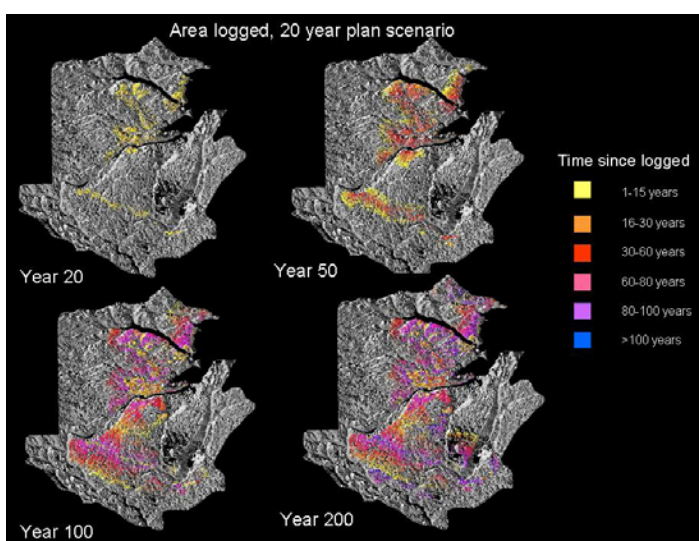 Area logged, 20 year plan scenario
Year 20
Year 50
Time since logged
1-15 years
16-30 years
30-60 years
60-80 years
80-100 years
>100 years
Year 100
Year 200